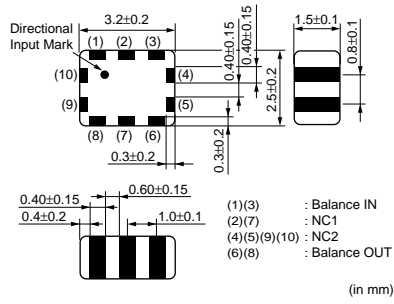 3.2±0.2
1.5±0.1
Directional
Input Mark
(1) (2) (3)
0.40±0.15
0.40±0.15
0.8±0.1
(10)
(4)
2.5±0.2
(9)
(5)
(8) (7) (6)
0.3±0.2
0.3±0.2
0.60±0.15
0.40±0.15
0.4±0.2
1.0±0.1
(1)(3) : Balance IN
(2)(7) : NC1
(4)(5)(9)(10) : NC2
(6)(8) : Balance OUT
(in mm)